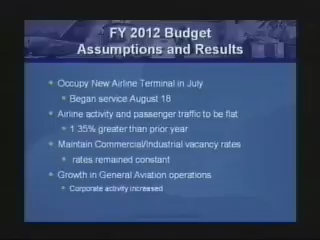 FY 2012 Budget
Assumptions and Results
Occupy New Airline Terminal in July
Began service August 18
Airline activity and passenger traffic to be flat
1.35% greater than prior year
Maintain Commercial/Industrial vacancy rates
rates remained constant
Growth in General Aviation operations
Corporate activity increased